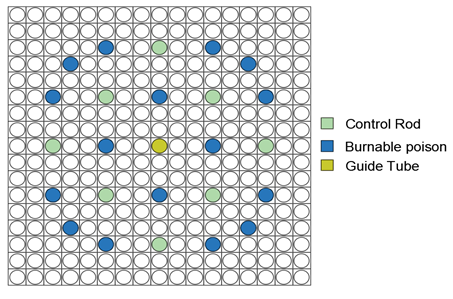 Control Rod
Burnable poison
Guide Tube